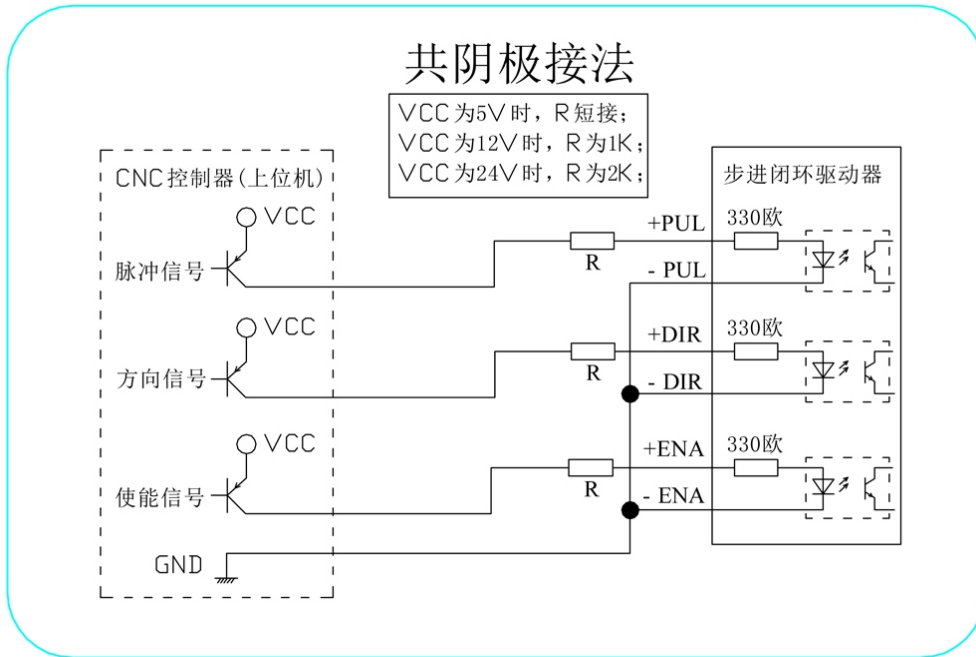 共阴极接法
VCC为5V时，R短接；
VCC为12V时，R为1K；
VCC为24V时，R为2K；
CNC控制器(上位机)
步进闭环驱动器
VCC
脉冲信号
R
+PUL
- PUL
330欧
VCC
方向信号
R
+DIR
- DIR
330欧
VCC
使能信号
R
+ENA
- ENA
330欧
GND